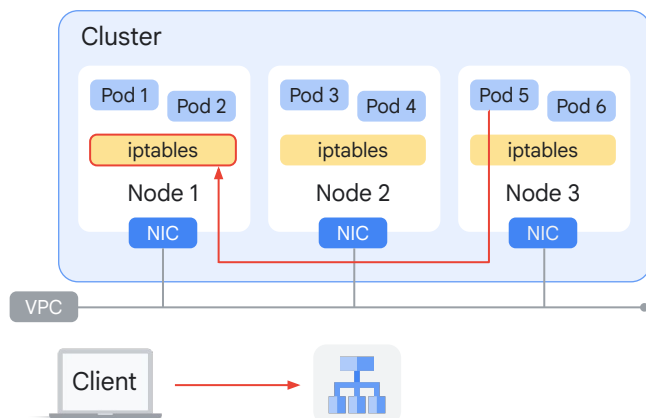 Cluster
Pod 1
Pod 2
Pod 3
Pod 4
Pod 5
Pod 6
iptables
iptables
iptables
Node 1
Node 2
Node 3
NIC
NIC
NIC
VPC
Client